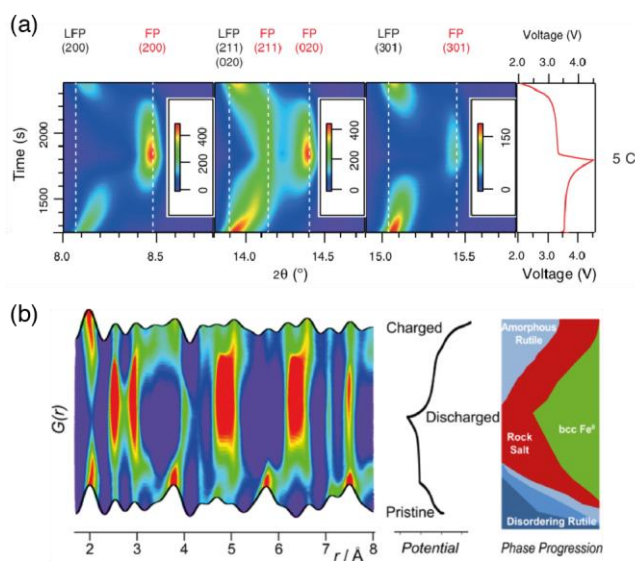 (a)
LFP FP LFP FP FP LFP FP
(200) (200) (211) (211) (020) (301) (301)
(020)
Voltage (V)
2.0 3.0 4.0
Time (s)
2000
1500
0 200 400
0 200 400
0 50 150
5 C
8.0 8.5 14.0 14.5 15.0 15.5 2.0 3.0 4.0
2θ (°) Voltage (V)
(b)
G(r)
Charged
Discharged
Pristine
Amorphous
Rutile
bcc Fe⁰
Rock
Salt
Disordering Rutile
2 3 4 5 6 7 8
r / Å
Potential
Phase Progression